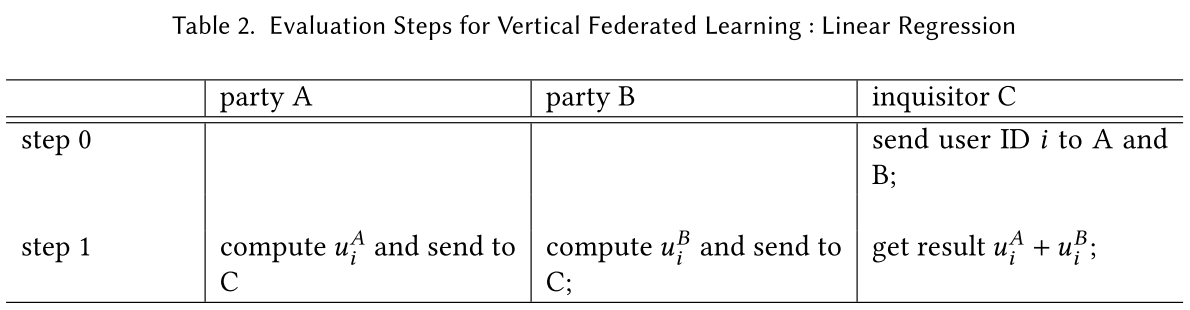 Table 2. Evaluation Steps for Vertical Federated Learning : Linear Regression
party A party B inquisitor C
step 0 send user ID i to A and
B;
step 1 compute u_i^A and send to compute u_i^B and send to get result u_i^A + u_i^B;
C C;